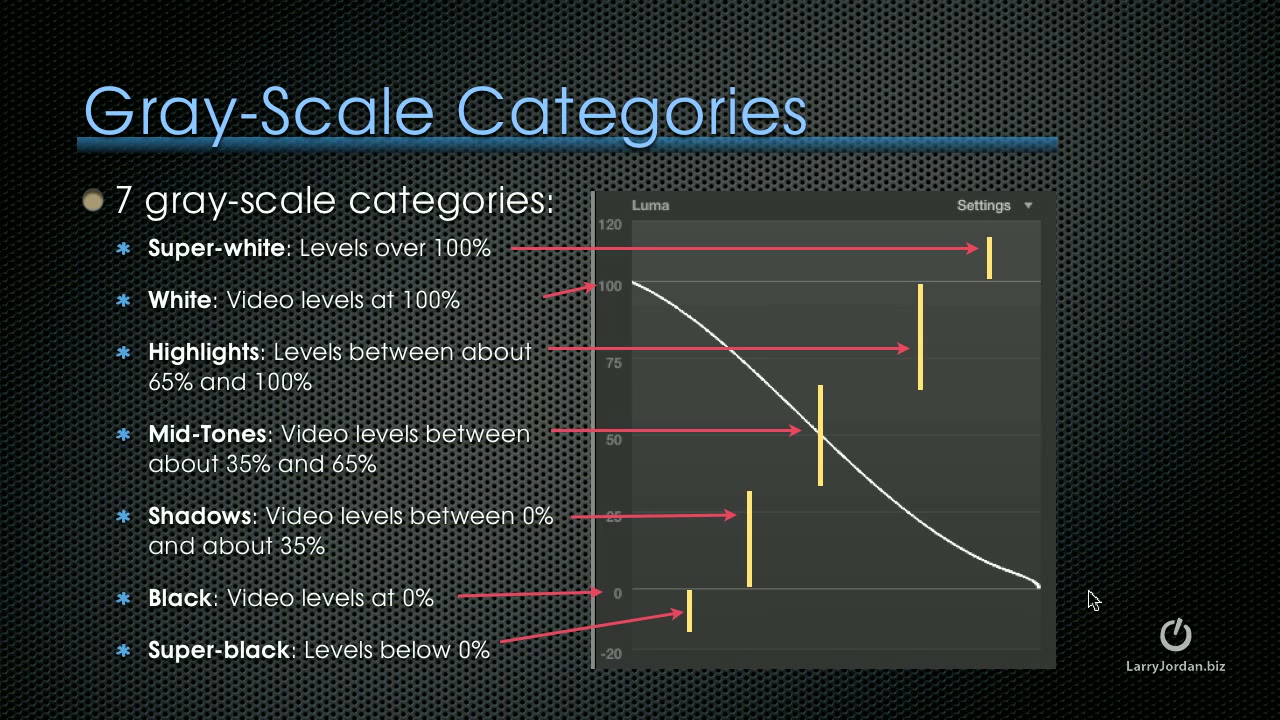 Gray-Scale Categories
7 gray-scale categories:
Super-white: Levels over 100%
White: Video levels at 100%
Highlights: Levels between about
65% and 100%
Mid-Tones: Video levels between
about 35% and 65%
Shadows: Video levels between 0%
and about 35%
Black: Video levels at 0%
Super-black: Levels below 0%
Luma
Settings
120
100
75
50
25
0
-20
LarryJordan.biz